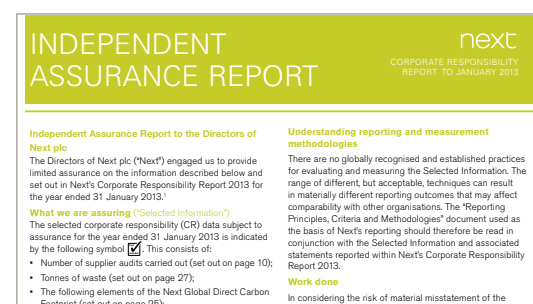 INDEPENDENT
ASSURANCE REPORT
next
CORPORATE RESPONSIBILITY
REPORT TO JANUARY 2013
Independent Assurance Report to the Directors of
Next plc
The Directors of Next plc (“Next”) engaged us to provide
limited assurance on the information described below and
set out in Next's Corporate Responsibility Report 2013 for
the year ended 31 January 2013.¹
What we are assuring (“Selected Information”)
The selected corporate responsibility (CR) data subject to
assurance for the year ended 31 January 2013 is indicated
by the following symbol ☑. This consists of:
• Number of supplier audits carried out (set out on page 10);
• Tonnes of waste (set out on page 27);
• The following elements of the Next Global Direct Carbon
Footprint (set out on page 25):
Understanding reporting and measurement
methodologies
There are no globally recognised and established practices
for evaluating and measuring the Selected Information. The
range of different, but acceptable, techniques can result
in materially different reporting outcomes that may affect
comparability with other organisations. The “Reporting
Principles, Criteria and Methodologies” document used as
the basis of Next's reporting should therefore be read in
conjunction with the Selected Information and associated
statements reported within Next's Corporate Responsibility
Report 2013.
Work done
In considering the risk of material misstatement of the